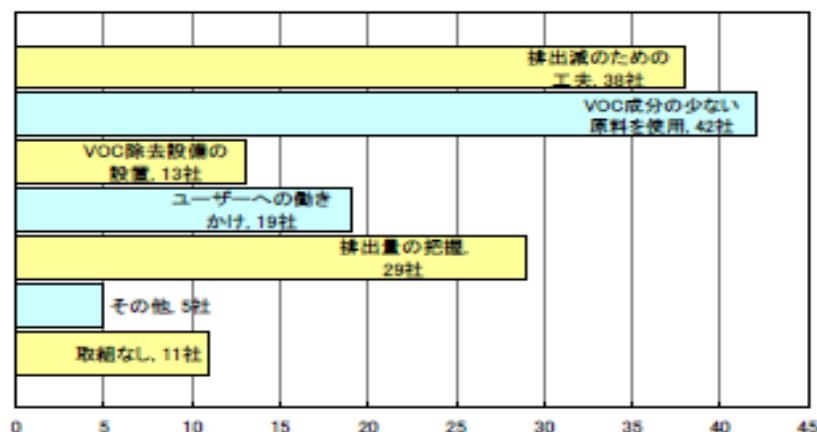 排出減のための
工夫, 38社
VOC成分の少ない
原料を使用, 42社
VOC除去設備の
設置, 13社
ユーザーへの働き
かけ, 19社
排出量の把握,
29社
その他, 5社
取組なし, 11社
0 5 10 15 20 25 30 35 40 45